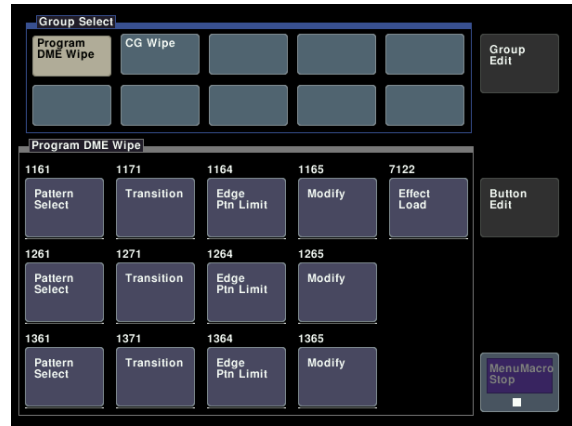 Group Select
Program
DME Wipe
CG Wipe
Group
Edit
Program DME Wipe
1161
1171
1164
1165
7122
Pattern
Select
Transition
Edge
Ptn Limit
Modify
Effect
Load
Button
Edit
1261
1271
1264
1265
Pattern
Select
Transition
Edge
Ptn Limit
Modify
1361
1371
1364
1365
Pattern
Select
Transition
Edge
Ptn Limit
Modify
MenuMacro
Stop